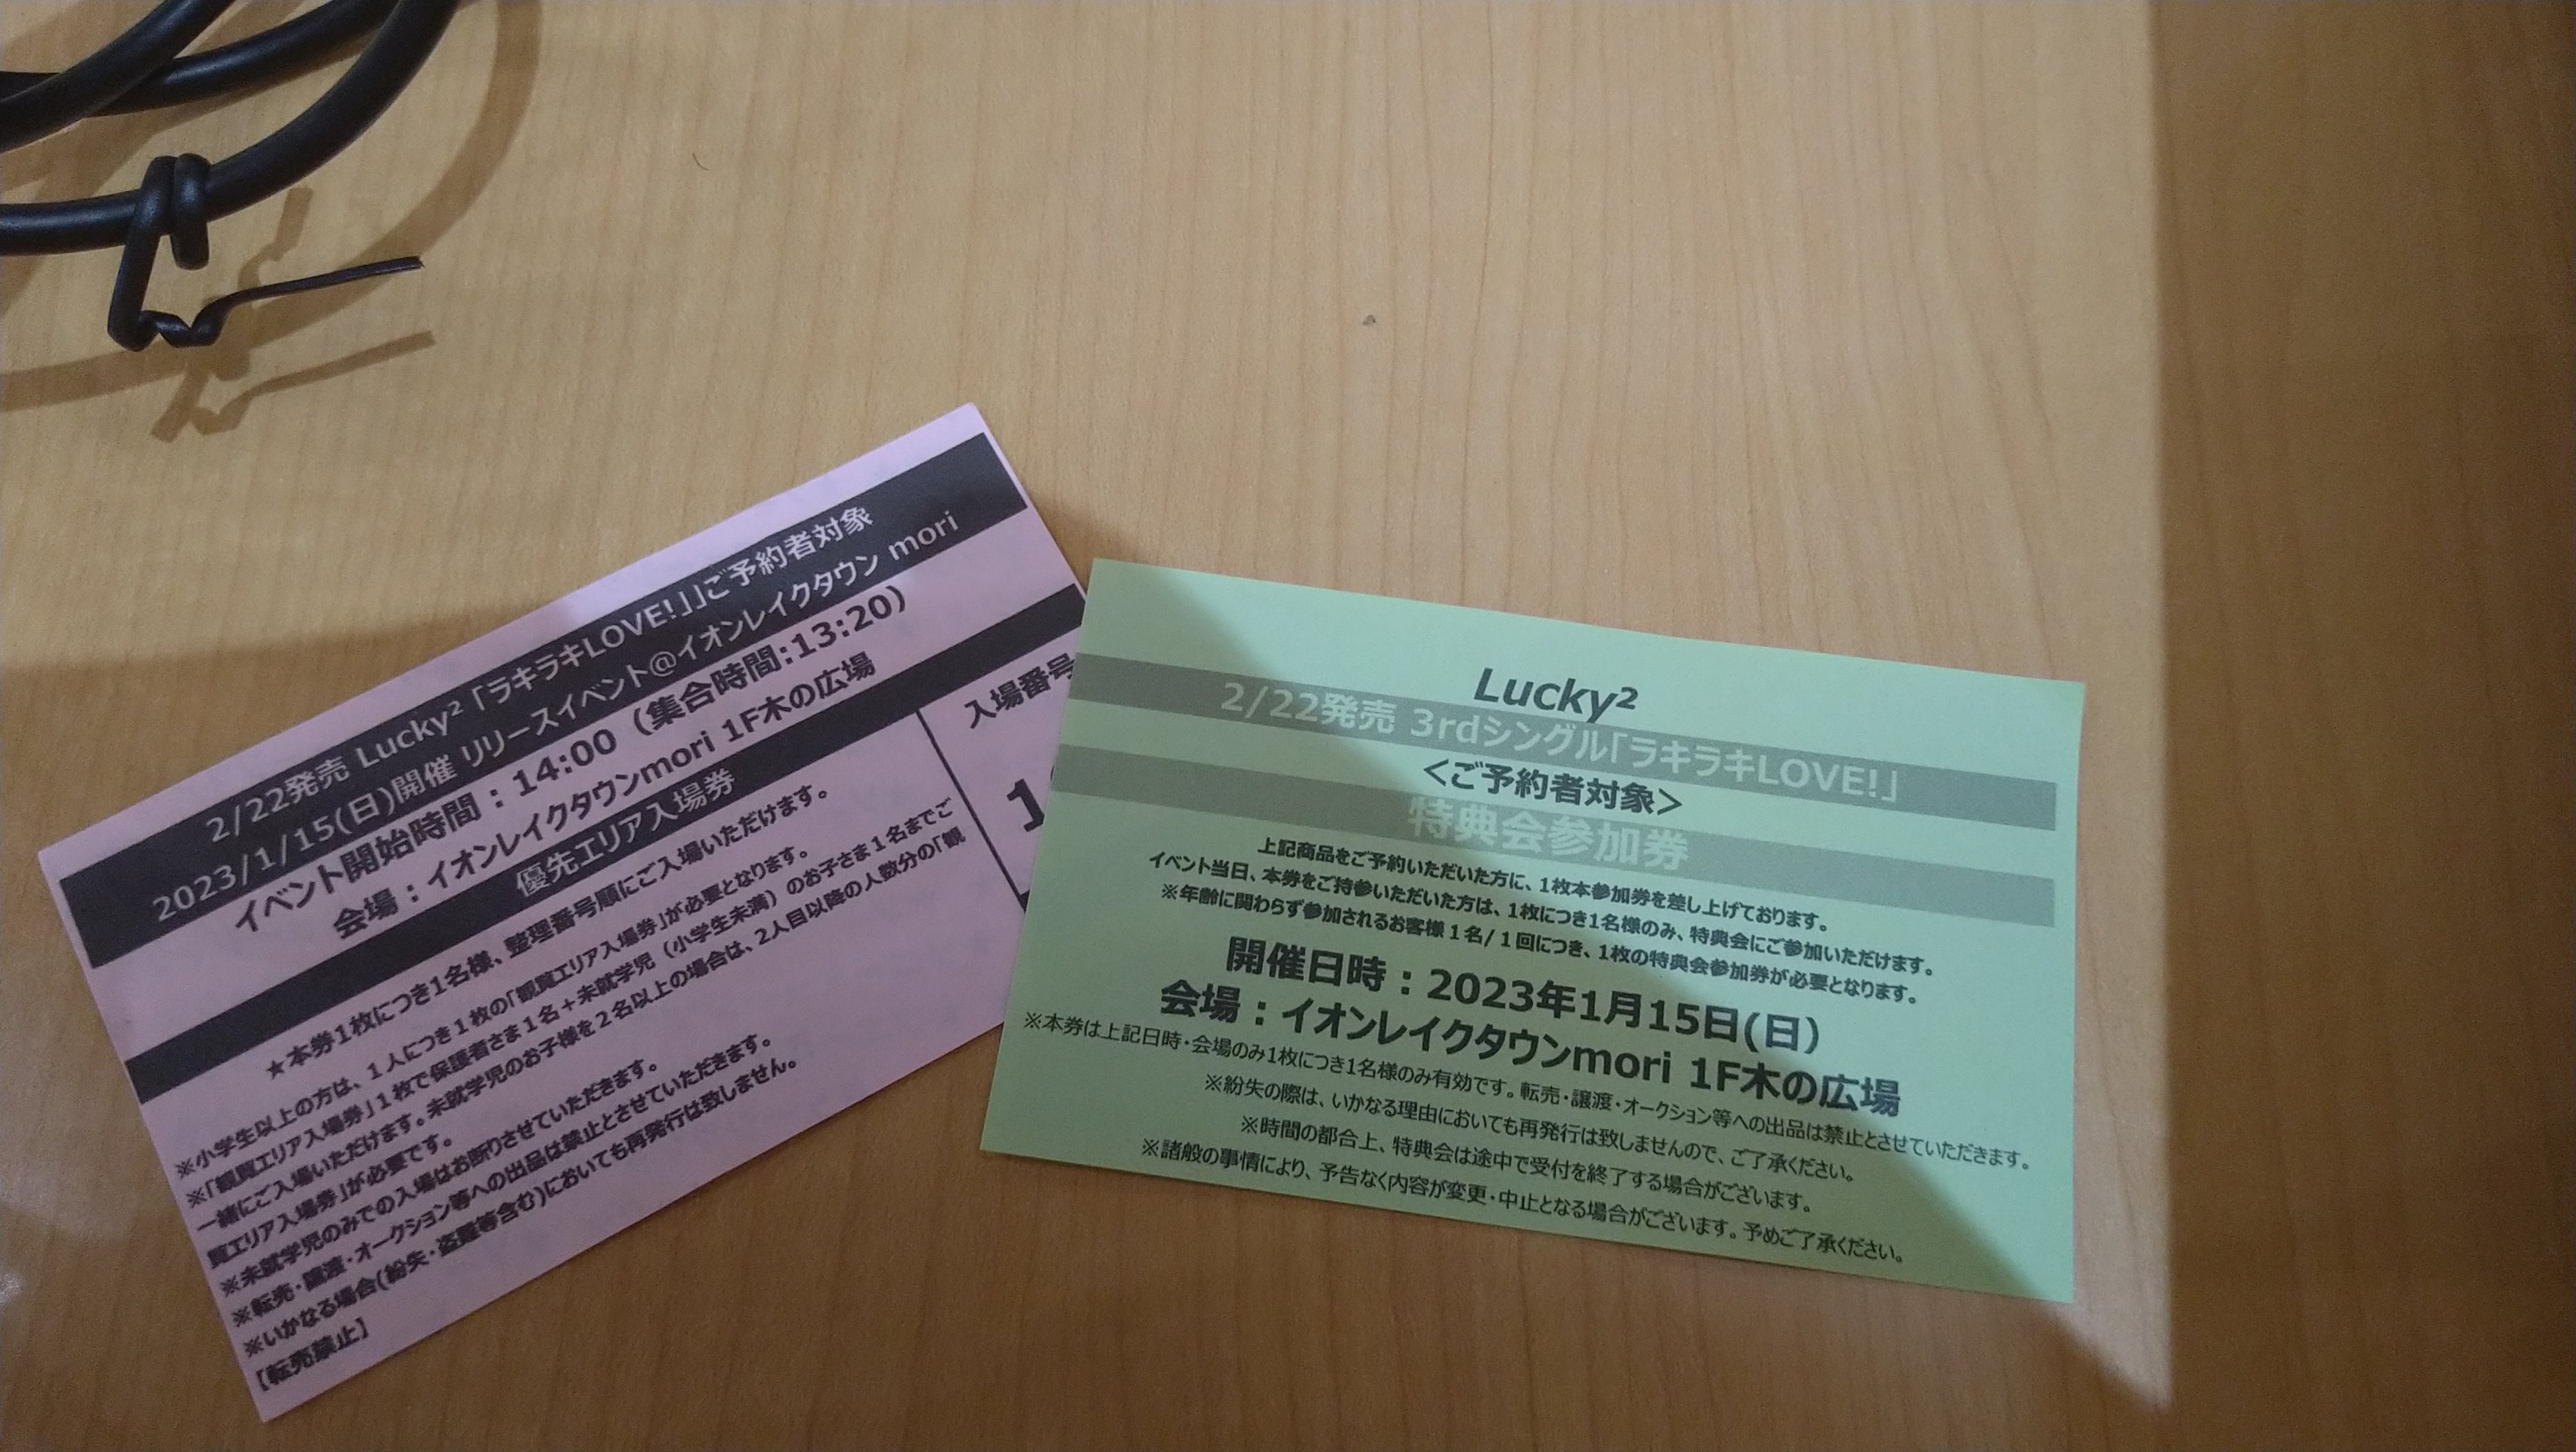 2/22発売 Lucky²「ラキラキLOVE!」」ご予約者対象
2023/1/15(日)開催 リリースイベント@イオンレイクタウン mori
イベント開始時間：14:00（集合時間:13:20）
会場：イオンレイクタウンmori 1F木の広場
優先エリア入場券
★本券1枚につき1名様、整理番号順にご入場いただけます。
※小学生以上の方は、1人につき1枚の「観覧エリア入場券」が必要となります。
※「観覧エリア入場券」1枚で保護者さま1名＋未就学児（小学生未満）のお子さま1名までご
一緒にご入場いただけます。未就学児のお子様を2名以上の場合は、2人目以降の人数分の「観
覧エリア入場券」が必要です。
※未就学児のみでの入場はお断りさせていただきます。
※転売・譲渡・オークション等への出品は禁止とさせていただきます。
※いかなる場合(紛失・盗難等含む)においても再発行は致しません。
【転売禁止】
入場番号
1
Lucky²
2/22発売 3rdシングル「ラキラキLOVE!」
＜ご予約者対象＞
特典会参加券
上記商品をご予約いただいた方に、1枚本参加券を差し上げております。
イベント当日、本券をご持参いただいた方は、1枚につき1名様のみ、特典会にご参加いただけます。
※年齢に関わらず参加されるお客様1名/1回につき、1枚の特典会参加券が必要となります。
開催日時：2023年1月15日(日)
会場：イオンレイクタウンmori 1F木の広場
※本券は上記日時・会場のみ1枚につき1名様のみ有効です。転売・譲渡・オークション等への出品は禁止とさせていただきます。
※紛失の際は、いかなる理由においても再発行は致しませんので、ご了承ください。
※時間の都合上、特典会は途中で受付を終了する場合がございます。
※諸般の事情により、予告なく内容が変更・中止となる場合がございます。予めご了承ください。